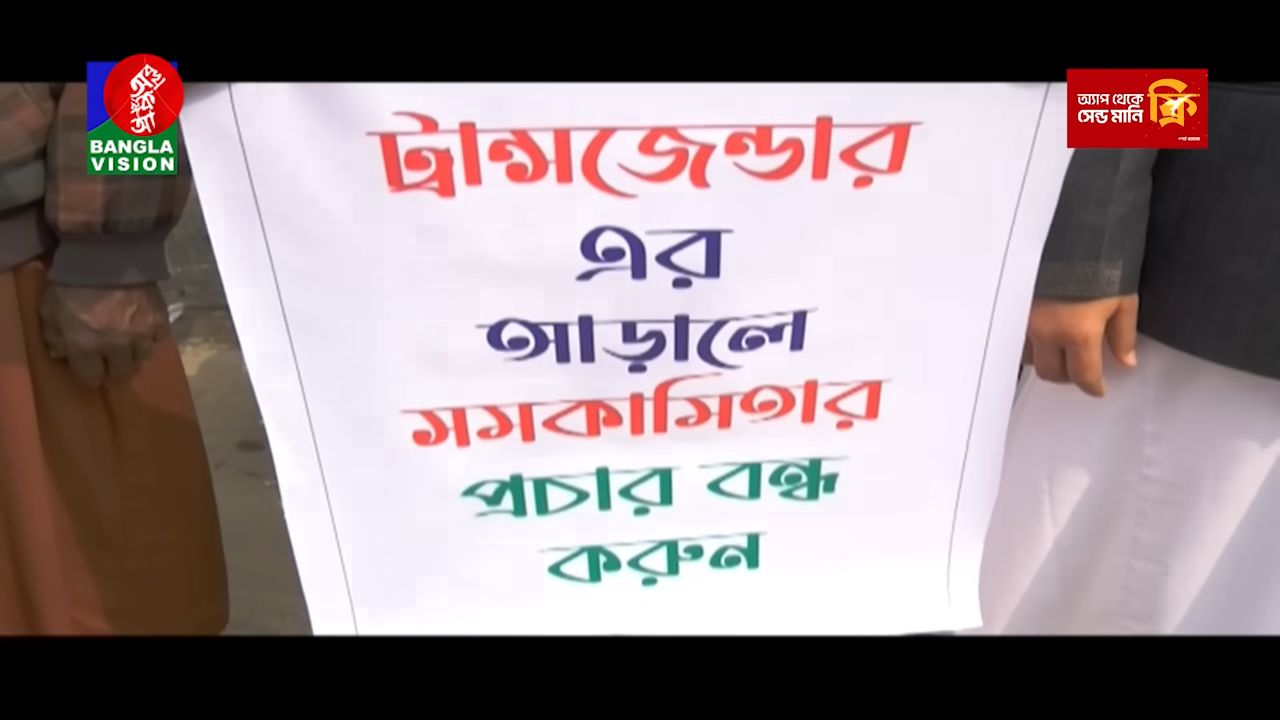 BANGLA
VISION
অ্যাপ থেকে
সেন্ড মানি
ফ্রি
ট্রান্সজেন্ডার
এর
আড়ালে
সমকামিতার
প্রচার বন্ধ
করুন